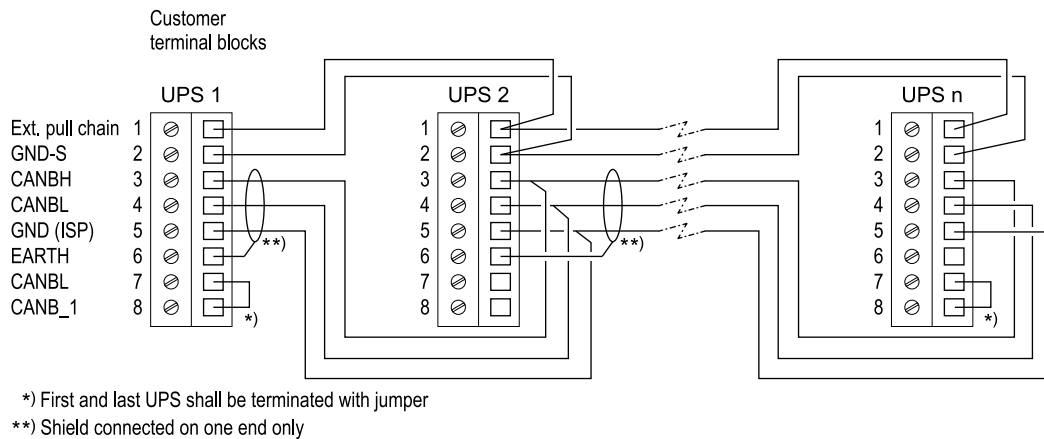 Customer
terminal blocks
UPS 1 UPS 2 UPS n
Ext. pull chain 1 1 1
GND-S 2 2 2
CANBH 3 3 3
CANBL 4 4 4
GND (ISP) 5 5 5
**) **)
EARTH 6 6 6
CANBL 7 7 7
CANB_1 8 8 8
*) *)
*) First and last UPS shall be terminated with jumper
**) Shield connected on one end only